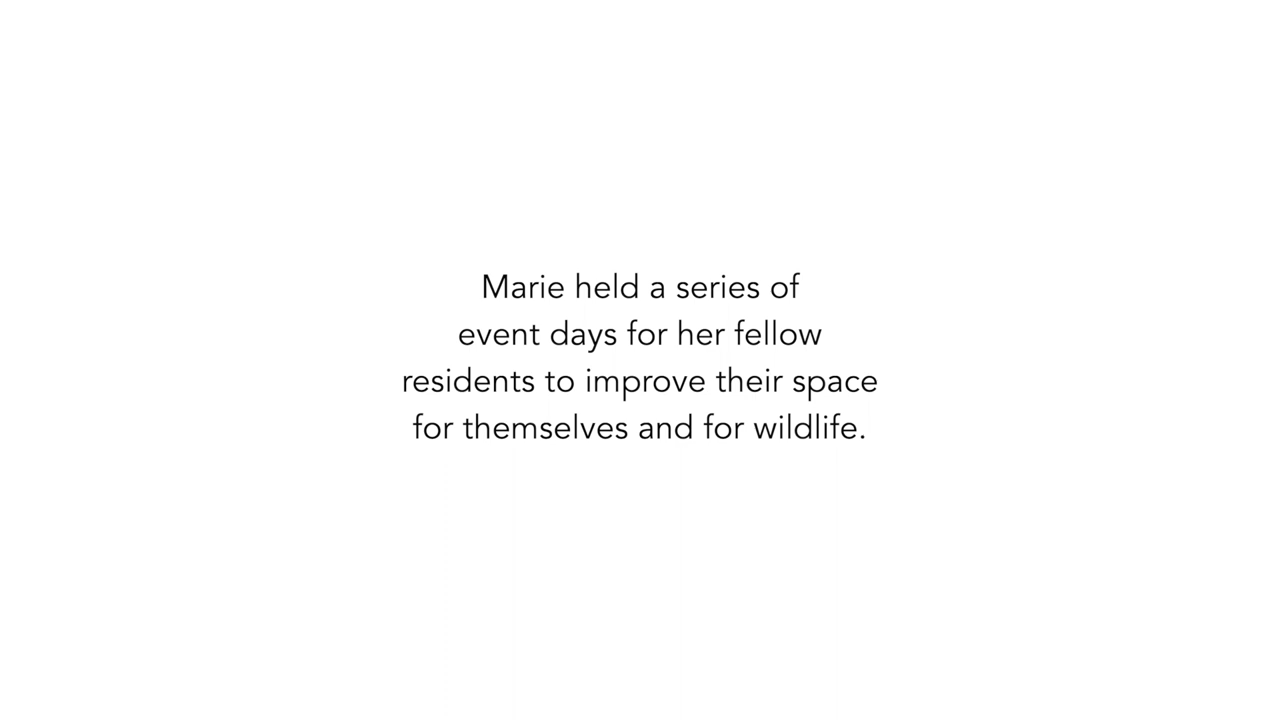 Marie held a series of
event days for her fellow
residents to improve their space
for themselves and for wildlife.